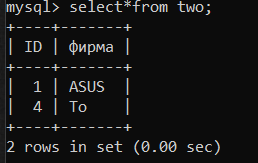 mysql> select*from two;
+----+-------+
| ID | фирма |
+----+-------+
|  1 | ASUS  |
|  4 | To    |
+----+-------+
2 rows in set (0.00 sec)